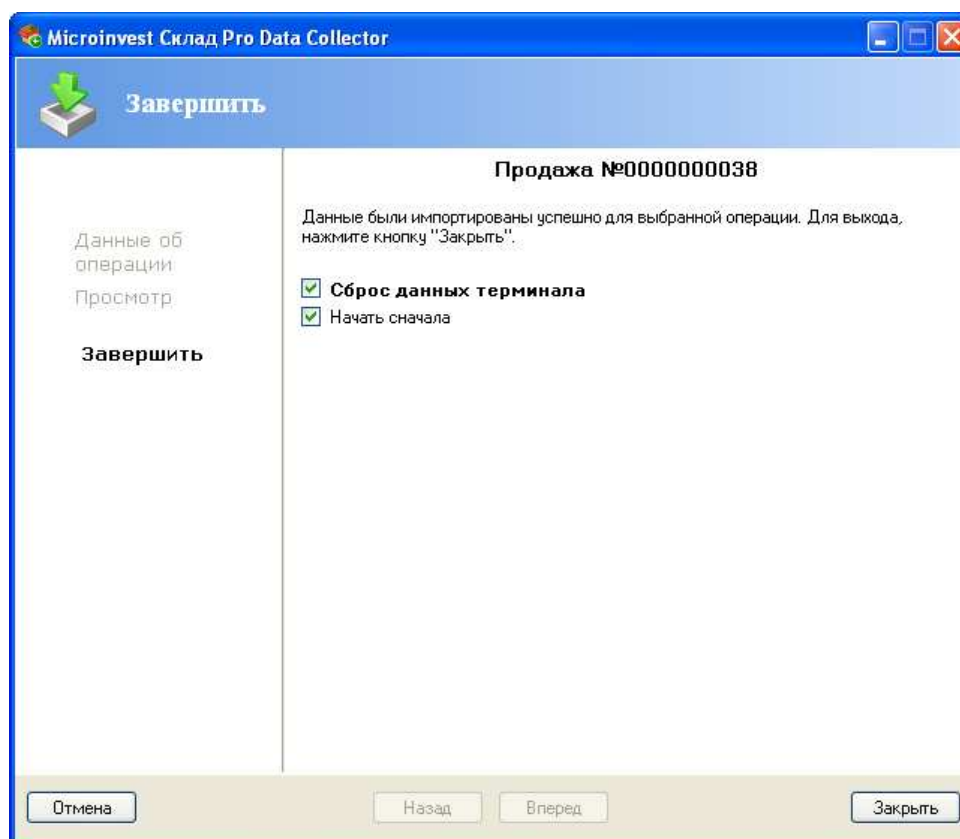 Microinvest Склад Pro Data Collector
Завершить
Продажа №0000000038
Данные были импортированы успешно для выбранной операции. Для выхода,
нажмите кнопку "Закрыть".
Данные об
операции
Просмотр
Завершить
Сброс данных терминала
Начать сначала
Отмена
Назад
Вперед
Закрыть